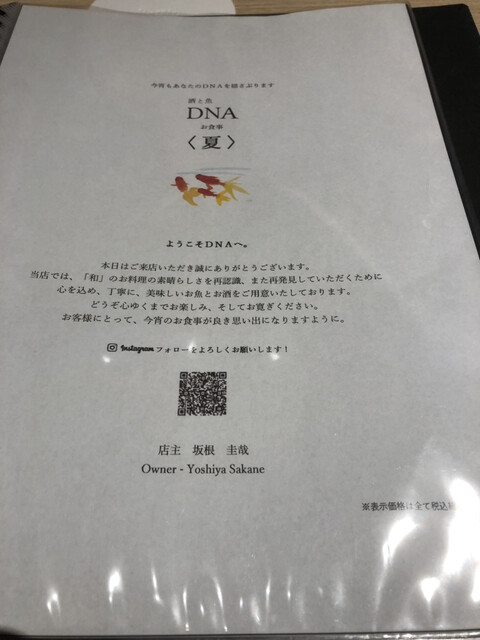 今宵もあなたのDNAを揺さぶります
酒と魚
DNA
お食事
〈夏〉
ようこそDNAへ。
本日はご来店いただき誠にありがとうございます。
当店では、「和」のお料理の素晴らしさを再認識、また再発見していただくために
心を込め、丁寧に、美味しいお魚とお酒をご用意いたしております。
どうぞ心ゆくまでお楽しみ、そしてお寛ぎください。
お客様にとって、今宵のお食事が良き思い出になりますように。
Instagram フォローをよろしくお願いします！
店主 坂根 圭哉
Owner - Yoshiya Sakane
※表示価格は全て税込